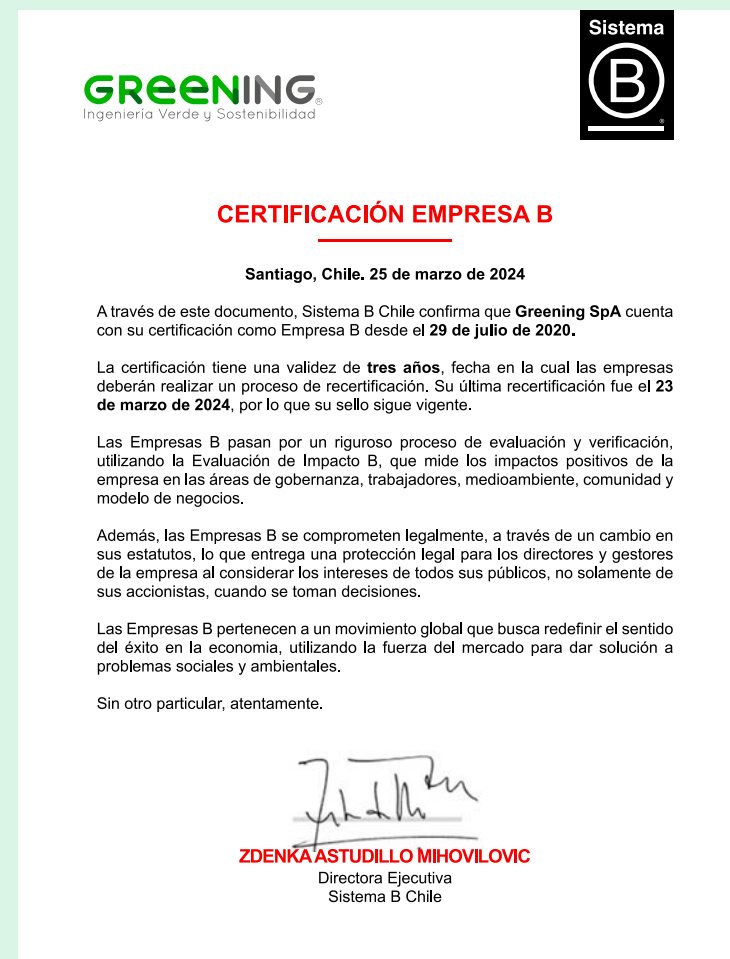 GREENING®
Ingeniería Verde y Sostenibilidad
Sistema
B
®
CERTIFICACIÓN EMPRESA B
Santiago, Chile. 25 de marzo de 2024
A través de este documento, Sistema B Chile confirma que Greening SpA cuenta
con su certificación como Empresa B desde el 29 de julio de 2020.
La certificación tiene una validez de tres años, fecha en la cual las empresas
deberán realizar un proceso de recertificación. Su última recertificación fue el 23
de marzo de 2024, por lo que su sello sigue vigente.
Las Empresas B pasan por un riguroso proceso de evaluación y verificación,
utilizando la Evaluación de Impacto B, que mide los impactos positivos de la
empresa en las áreas de gobernanza, trabajadores, medioambiente, comunidad y
modelo de negocios.
Además, las Empresas B se comprometen legalmente, a través de un cambio en
sus estatutos, lo que entrega una protección legal para los directores y gestores
de la empresa al considerar los intereses de todos sus públicos, no solamente de
sus accionistas, cuando se toman decisiones.
Las Empresas B pertenecen a un movimiento global que busca redefinir el sentido
del éxito en la economia, utilizando la fuerza del mercado para dar solución a
problemas sociales y ambientales.
Sin otro particular, atentamente.
ZDENKA ASTUDILLO MIHOVILOVIC
Directora Ejecutiva
Sistema B Chile